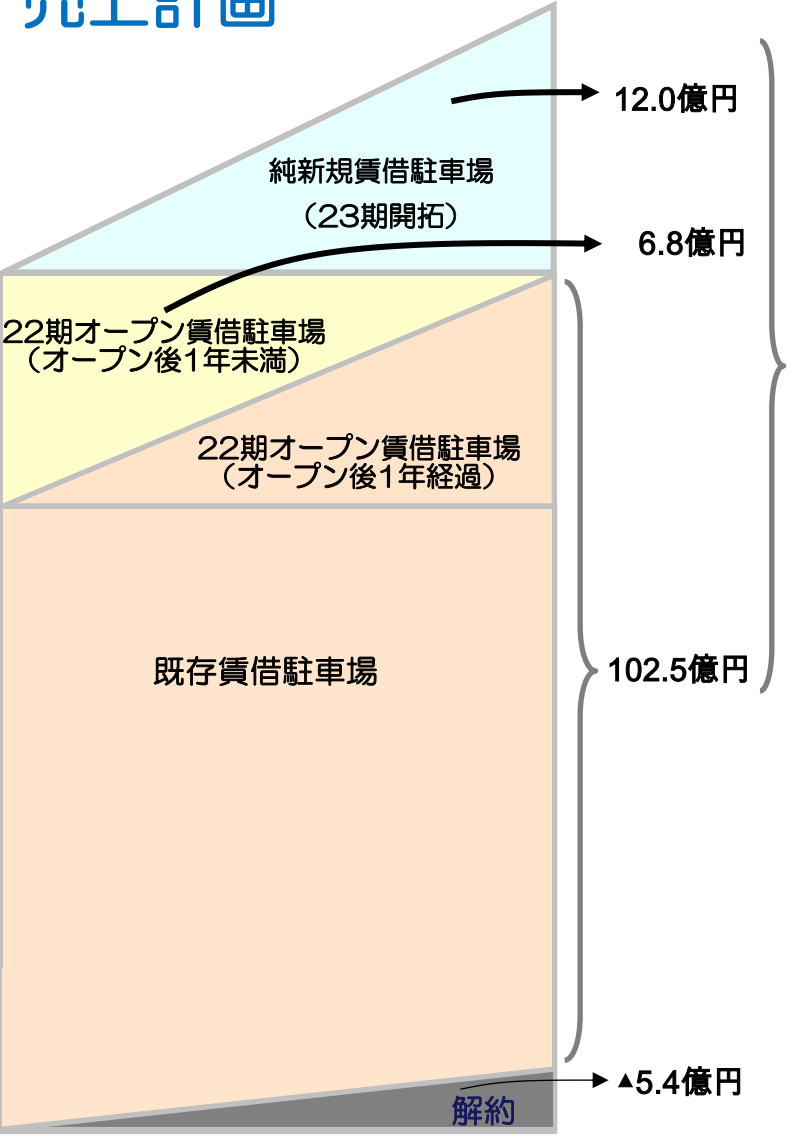 売上計画
12.0億円
純新規賃借駐車場
（23期開拓）
6.8億円
22期オープン賃借駐車場
（オープン後1年未満）
22期オープン賃借駐車場
（オープン後1年経過）
既存賃借駐車場
102.5億円
▲5.4億円
解約